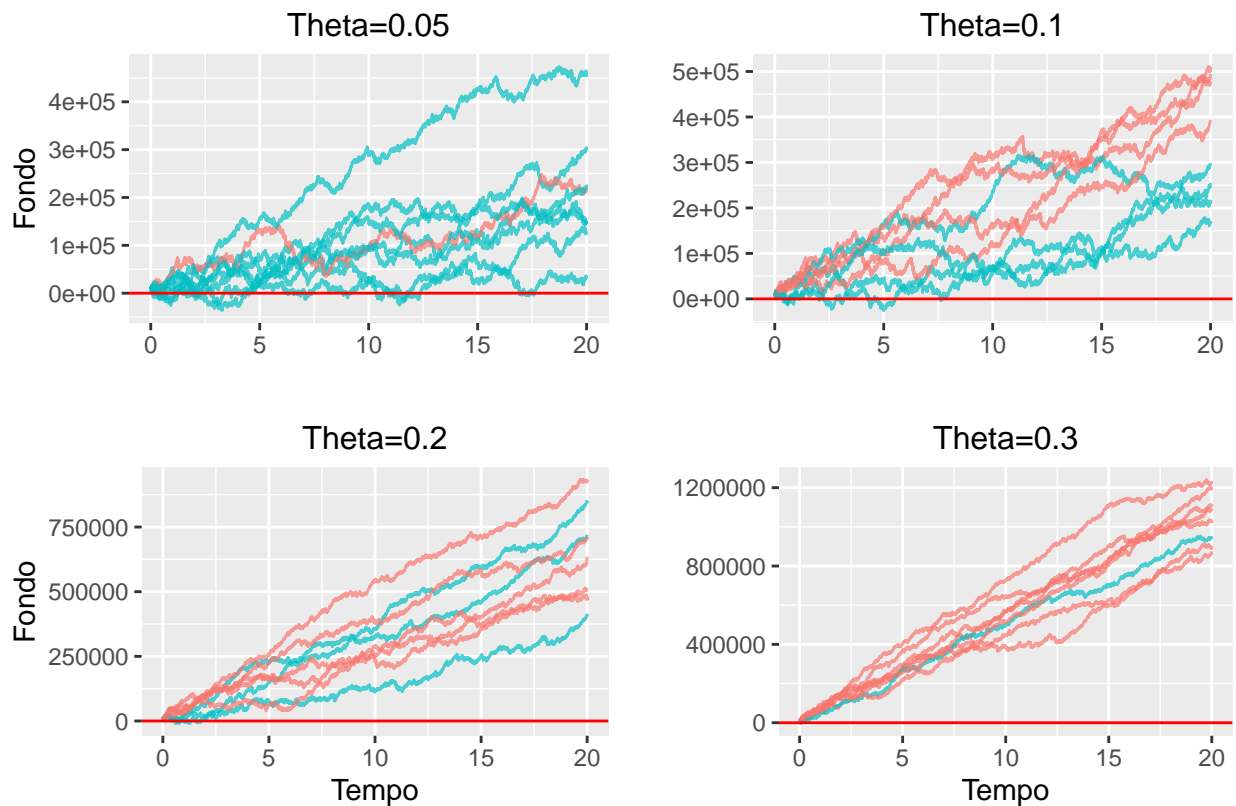 Theta=0.05
4e+05
3e+05
2e+05
1e+05
0e+00
Fondo
0 5 10 15 20
Theta=0.1
5e+05
4e+05
3e+05
2e+05
1e+05
0e+00
0 5 10 15 20
Theta=0.2
750000
500000
250000
0
Fondo
0 5 10 15 20
Tempo
Theta=0.3
1200000
800000
400000
0
0 5 10 15 20
Tempo